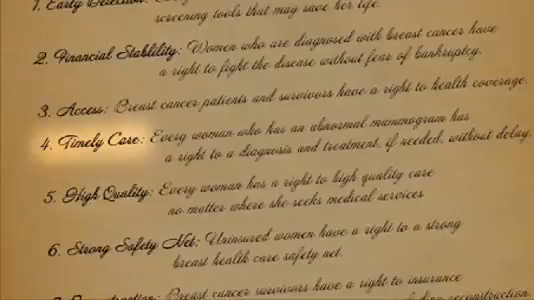 1. Early Detection:
screening tools that may save her life.
2. Financial Stablility: Women who are diagnosed with breast cancer have
a right to fight the disease without fear of bankruptcy.
3. Access: Breast cancer patients and survivors have a right to health coverage.
4. Timely Care: Every woman who has an abnormal mammogram has
a right to a diagnosis and treatment, if needed, without delay.
5. High Quality: Every woman has a right to high quality care
no matter where she seeks medical services
6. Strong Safety Net: Uninsured women have a right to a strong
breast health care safety net.
Breast cancer survivors have a right to insurance
reconstruction.